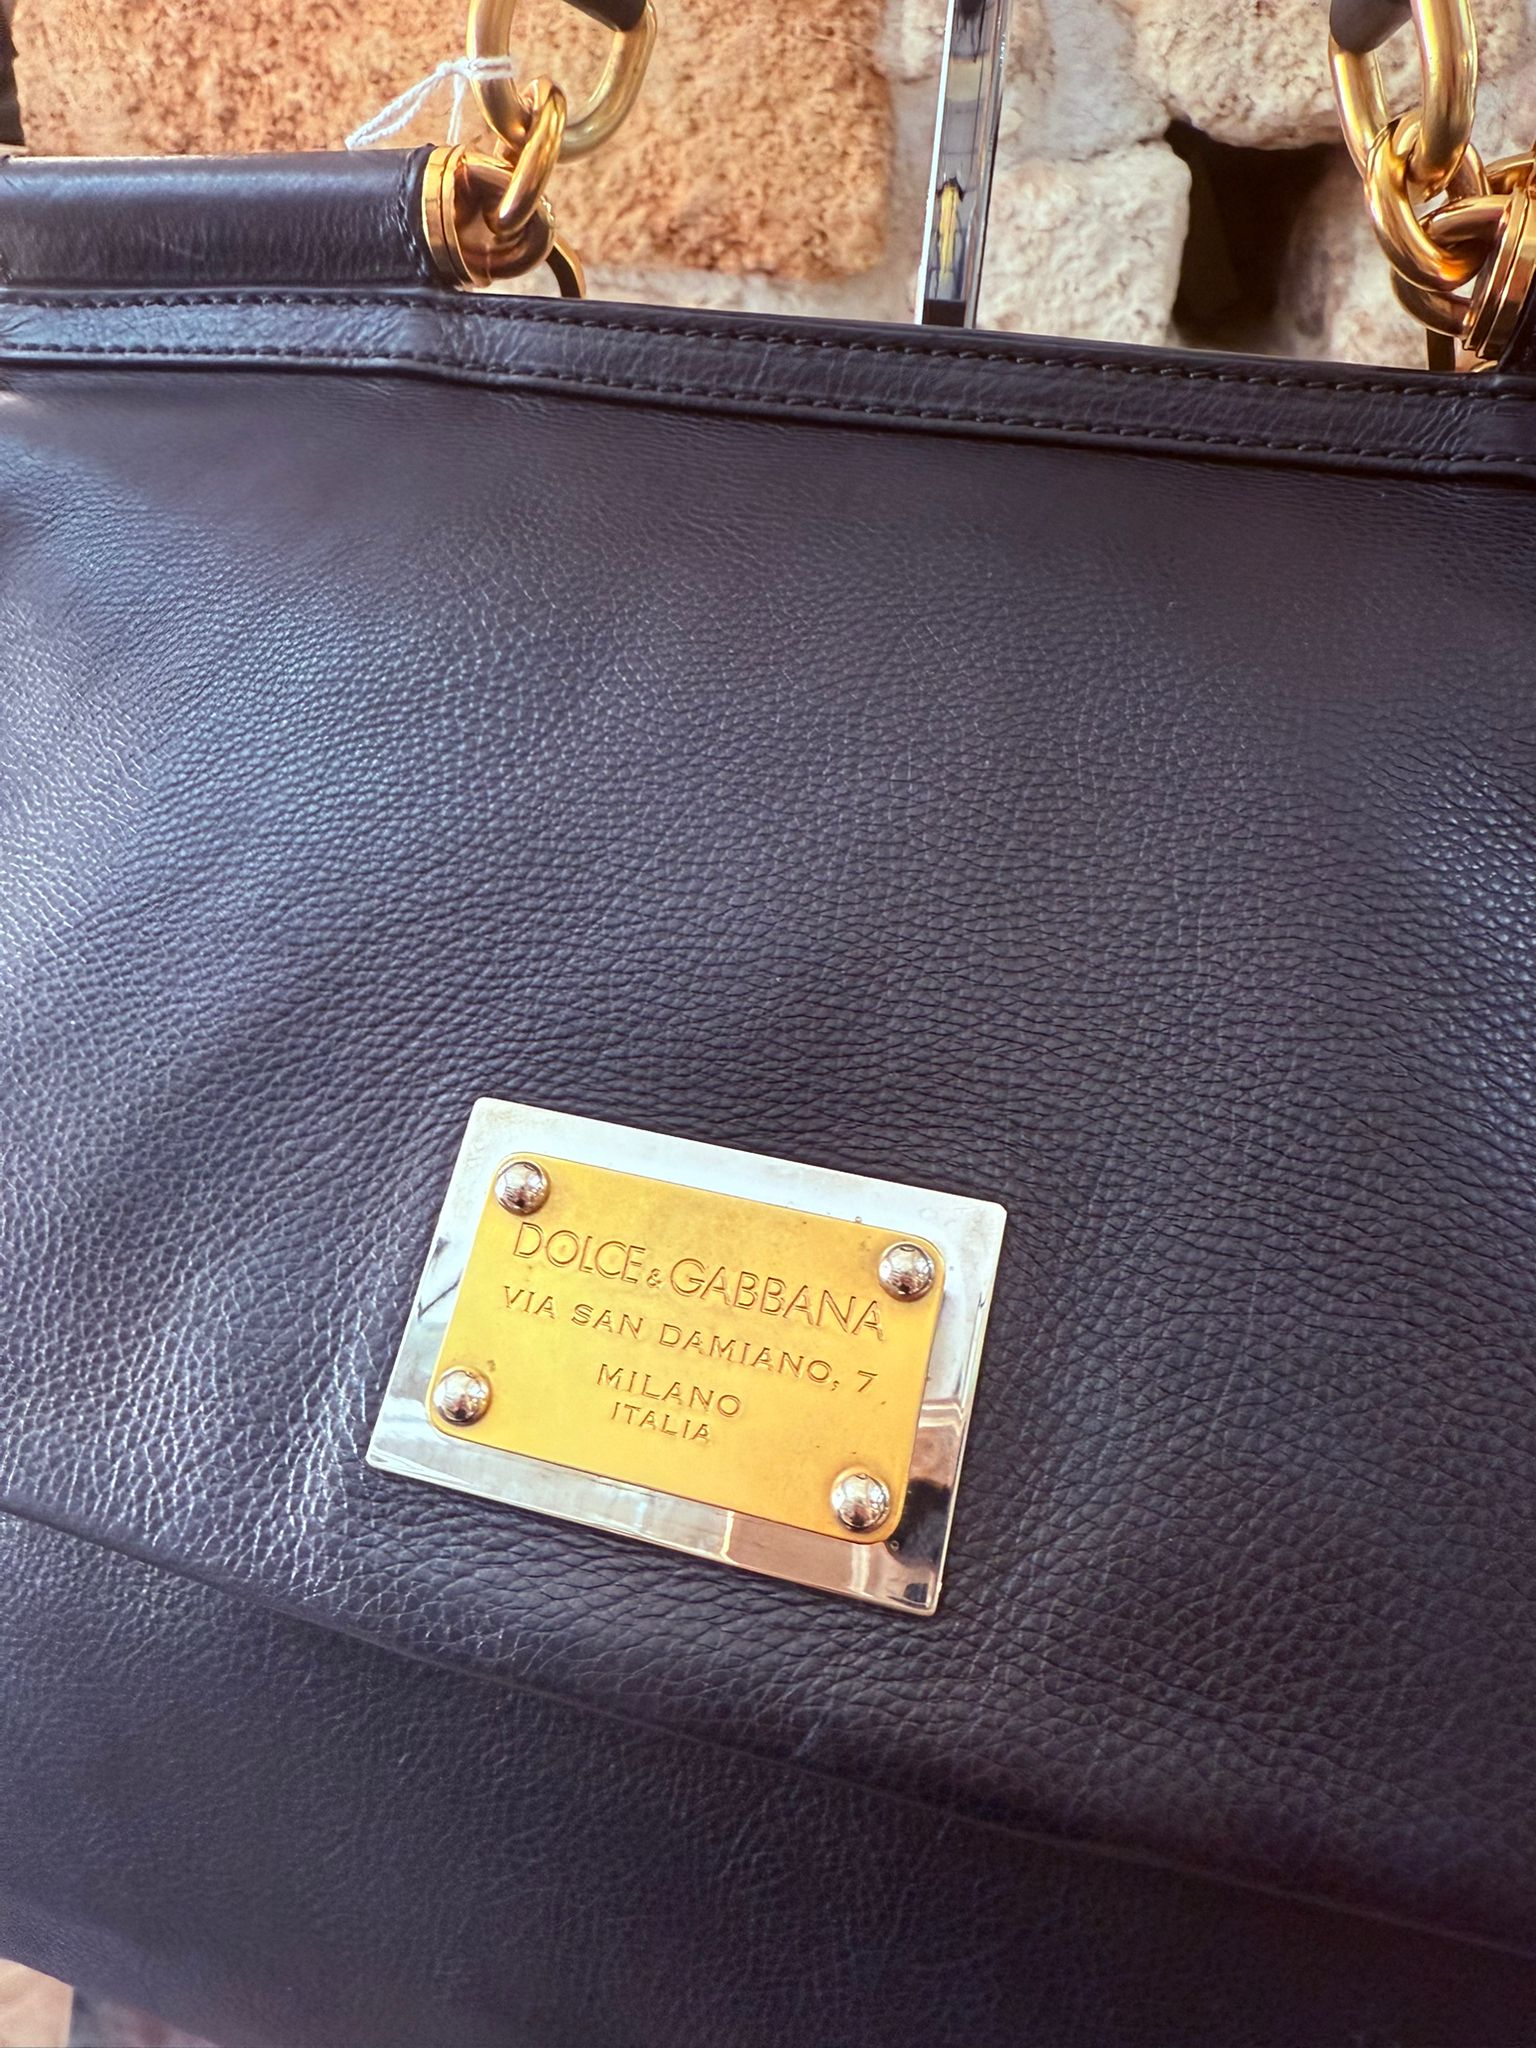 DOLCE & GABBANA
VIA SAN DAMIANO, 7
MILANO
ITALIA